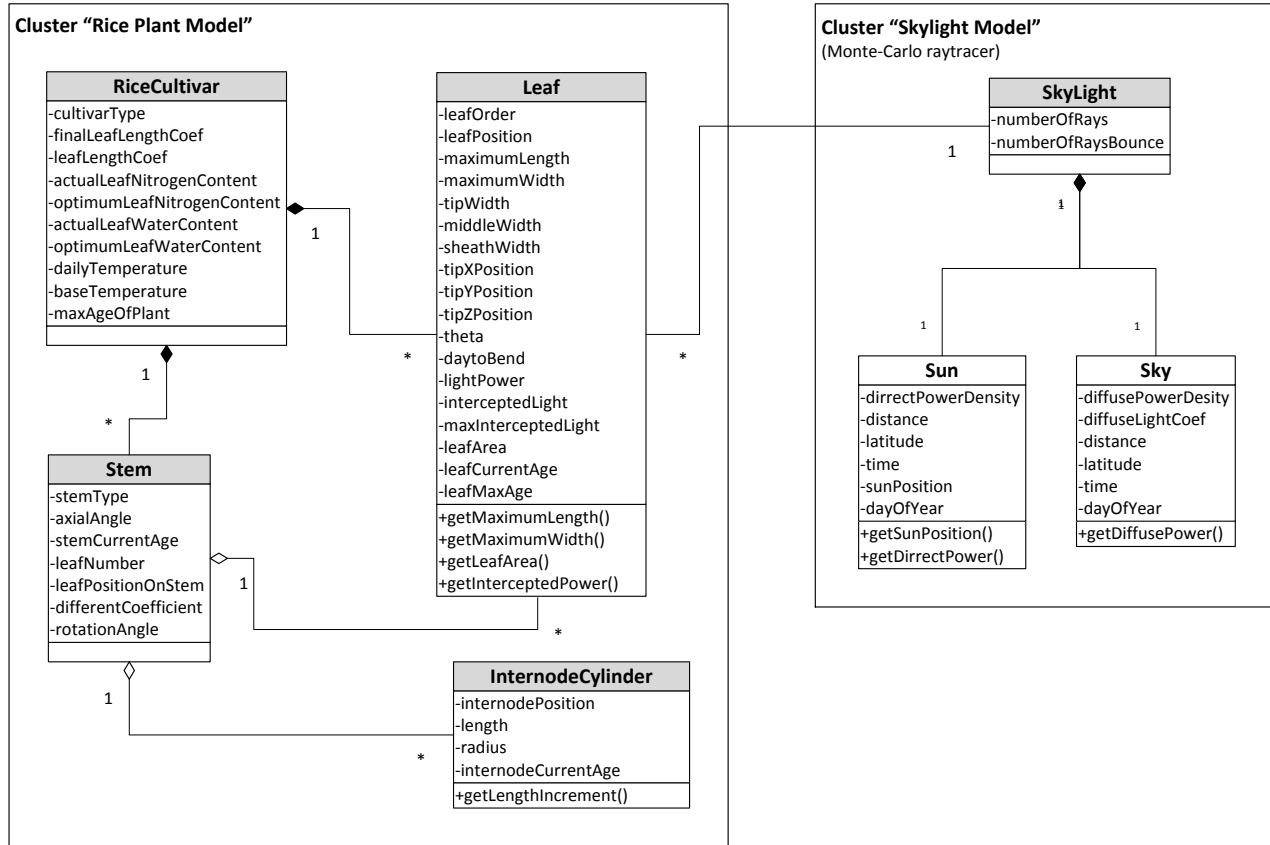 Cluster “Rice Plant Model”
RiceCultivar
-cultivarType
-finalLeafLengthCoef
-leafLengthCoef
-actualLeafNitrogenContent
-optimumLeafNitrogenContent
-actualLeafWaterContent
-optimumLeafWaterContent
-dailyTemperature
-baseTemperature
-maxAgeOfPlant
1
*
1
*
Leaf
-leafOrder
-leafPosition
-maximumLength
-maximumWidth
-tipWidth
-middleWidth
-sheathWidth
-tipXPosition
-tipYPosition
-tipZPosition
-theta
-daytoBend
-lightPower
-interceptedLight
-maxInterceptedLight
-leafArea
-leafCurrentAge
-leafMaxAge
+getMaximumLength()
+getMaximumWidth()
+getLeafArea()
+getInterceptedPower()
Stem
-stemType
-axialAngle
-stemCurrentAge
-leafNumber
-leafPositionOnStem
-differentCoefficient
-rotationAngle
1
*
1
*
InternodeCylinder
-internodePosition
-length
-radius
-internodeCurrentAge
+getLengthIncrement()
Cluster “Skylight Model”
(Monte-Carlo raytracer)
SkyLight
-numberOfRays
-numberOfRaysBounce
1
*
1
1
1
Sun
-dirrectPowerDensity
-distance
-latitude
-time
-sunPosition
-dayOfYear
+getSunPosition()
+getDirrectPower()
Sky
-diffusePowerDesity
-diffuseLightCoef
-distance
-latitude
-time
-dayOfYear
+getDiffusePower()